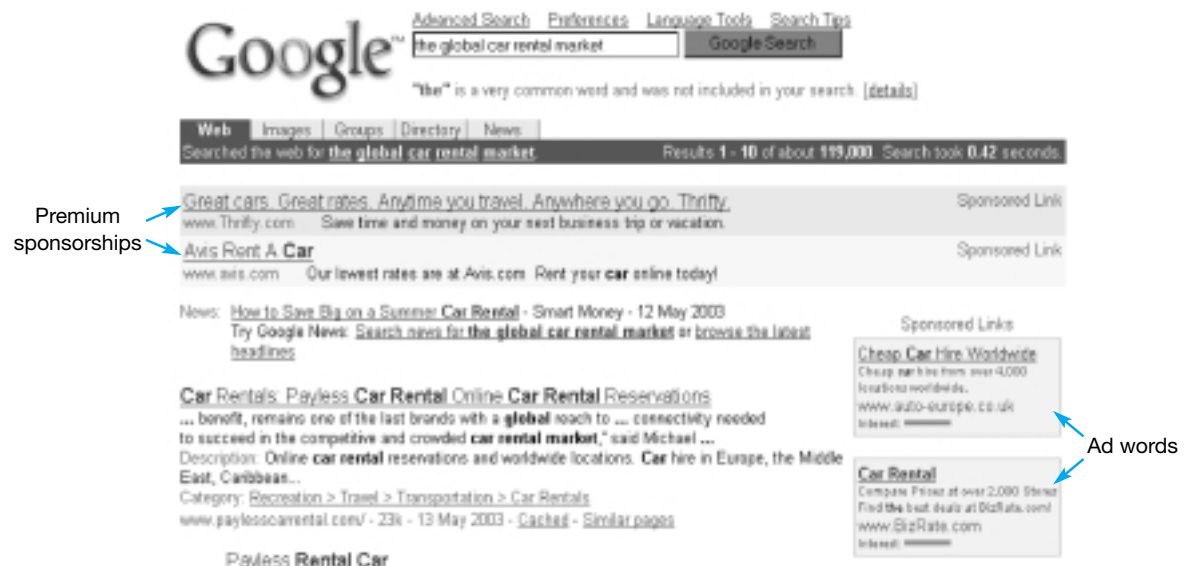 Advanced Search Preferences Language Tools Search Tips
Google™
the global car rental market Google Search
"the" is a very common word and was not included in your search. [details]
Web Images Groups Directory News
Searched the web for the global car rental market. Results 1 - 10 of about 119,000. Search took 0.42 seconds.
Premium sponsorships
Great cars. Great rates. Anytime you travel. Anywhere you go. Thrifty. Sponsored Link
www.Thrifty.com Save time and money on your next business trip or vacation.
Avis Rent A Car Sponsored Link
www.avis.com Our lowest rates are at Avis.com Rent your car online today!
News: How to Save Big on a Summer Car Rental - Smart Money - 12 May 2003
Try Google News: Search news for the global car rental market or browse the latest
headlines
Car Rentals: Payless Car Rental Online Car Rental Reservations
... benefit, remains one of the last brands with a global reach to ... connectivity needed
to succeed in the competitive and crowded car rental market," said Michael ...
Description: Online car rental reservations and worldwide locations. Car hire in Europe, the Middle
East, Caribbean...
Category: Recreation > Travel > Transportation > Car Rentals
www.paylesscarrental.com/ - 23k - 13 May 2003 - Cached - Similar pages
Payless Rental Car
Sponsored Links
Cheap Car Hire Worldwide
Cheap car hire from over 4,000
locations worldwide.
www.auto-europe.co.uk
Interest:
Ad words
Car Rental
Compare Prices at over 2,000 Stores
Find the best deals at BizRate.com!
www.BizRate.com
Interest: